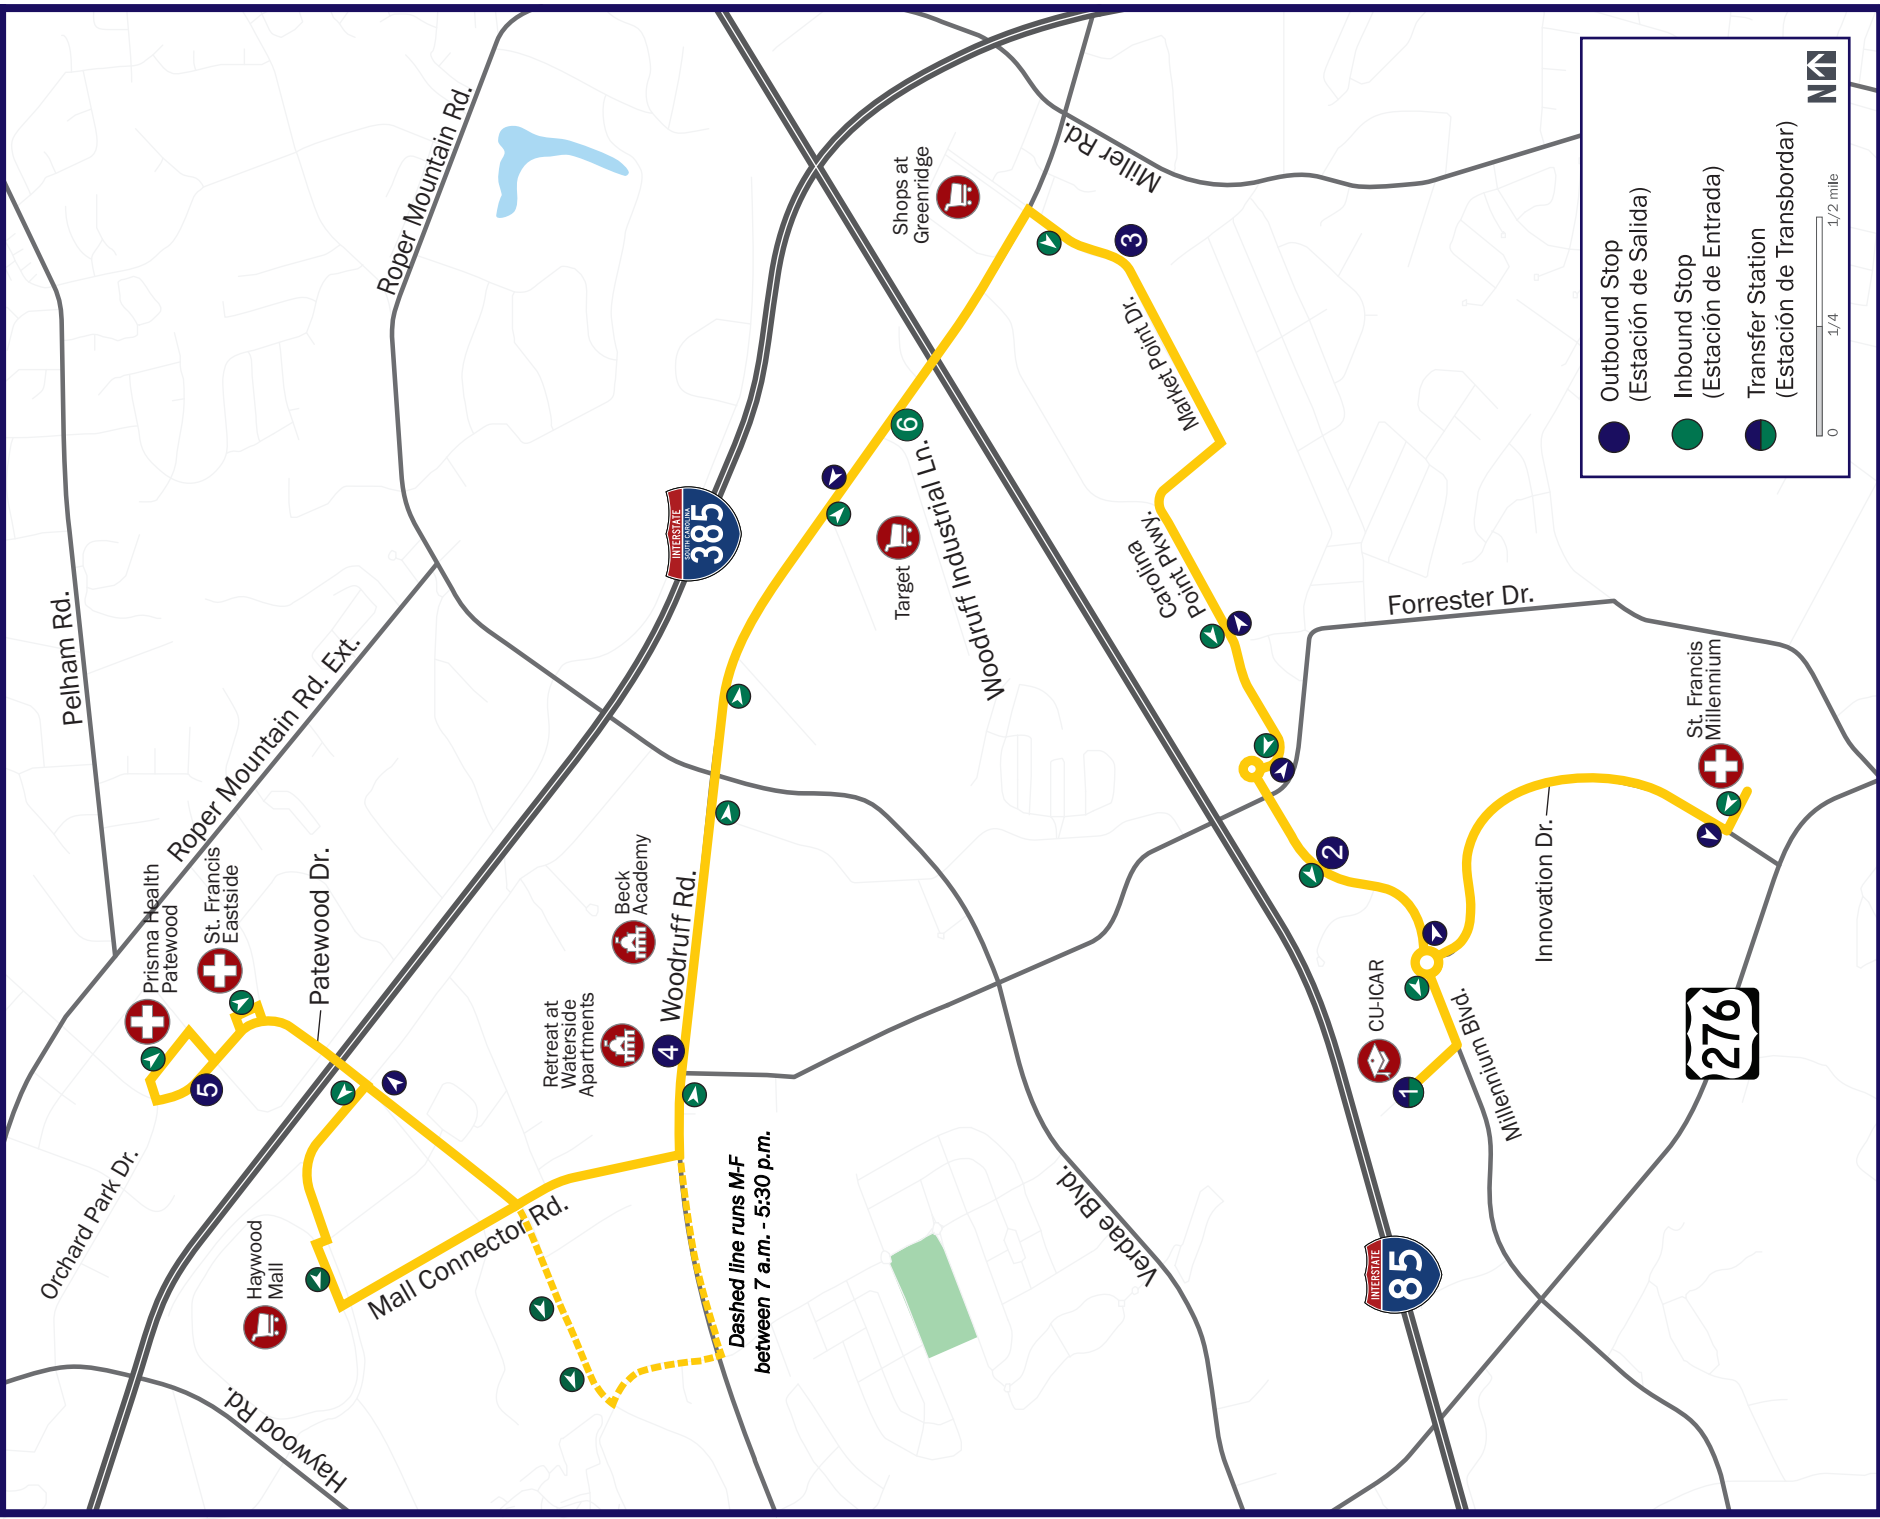 Pelham Rd.
Roper Mountain Rd.
Roper Mountain Rd. Ext.
Prisma Health
Patewood
St. Francis
Eastside
Patewood Dr.
5
Orchard Park Dr.
Haywood
Mall
Haywood Rd.
Mall Connector Rd.
INTERSTATE
SOUTH CAROLINA
385
Retreat at
Waterside
Apartments
Beck
Academy
4
Woodruff Rd.
Dashed line runs M-F
between 7 a.m. - 5:30 p.m.
Target
6
Woodruff Industrial Ln.
Shops at
Greenridge
Miller Rd.
3
Market Point Dr.
Carolina
Point Pkwy.
Forrester Dr.
Verdae Blvd.
2
CU-ICAR
1
Millennium Blvd.
Innovation Dr.
St. Francis
Millennium
INTERSTATE
85
276
Outbound Stop
(Estación de Salida)
Inbound Stop
(Estación de Entrada)
Transfer Station
(Estación de Transbordar)
0
1/4
1/2 mile
N